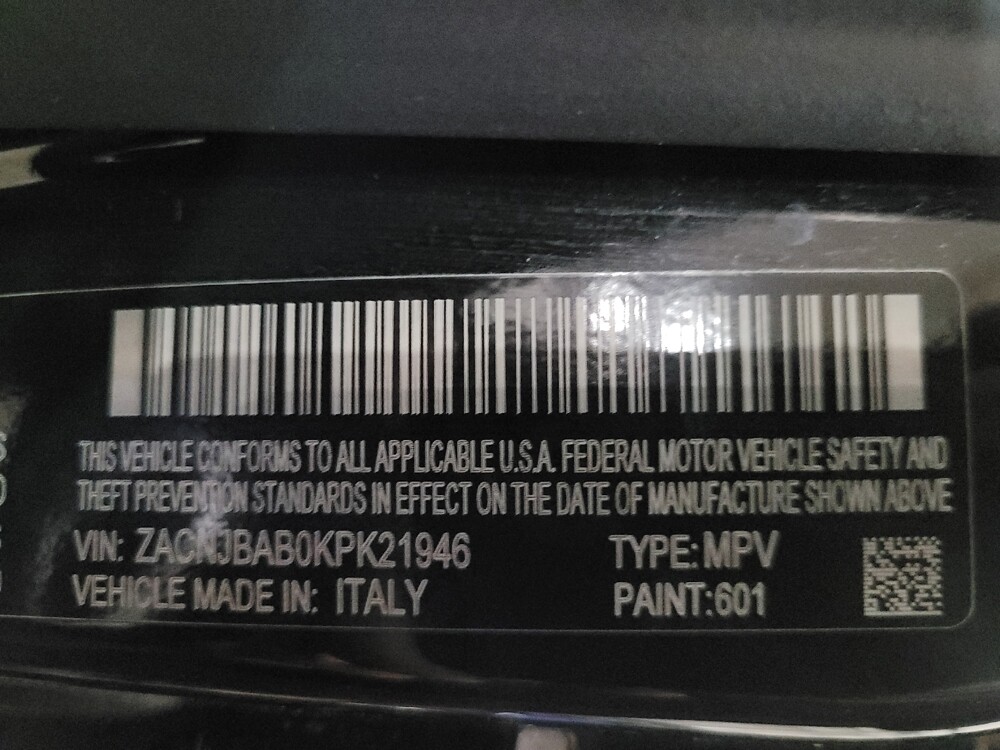 THIS VEHICLE CONFORMS TO ALL APPLICABLE U.S.A. FEDERAL MOTOR VEHICLE SAFETY AND
THEFT PREVENTION STANDARDS IN EFFECT ON THE DATE OF MANUFACTURE SHOWN ABOVE
VIN: ZACNJBAB0KPK21946 TYPE: MPV
VEHICLE MADE IN: ITALY PAINT:601